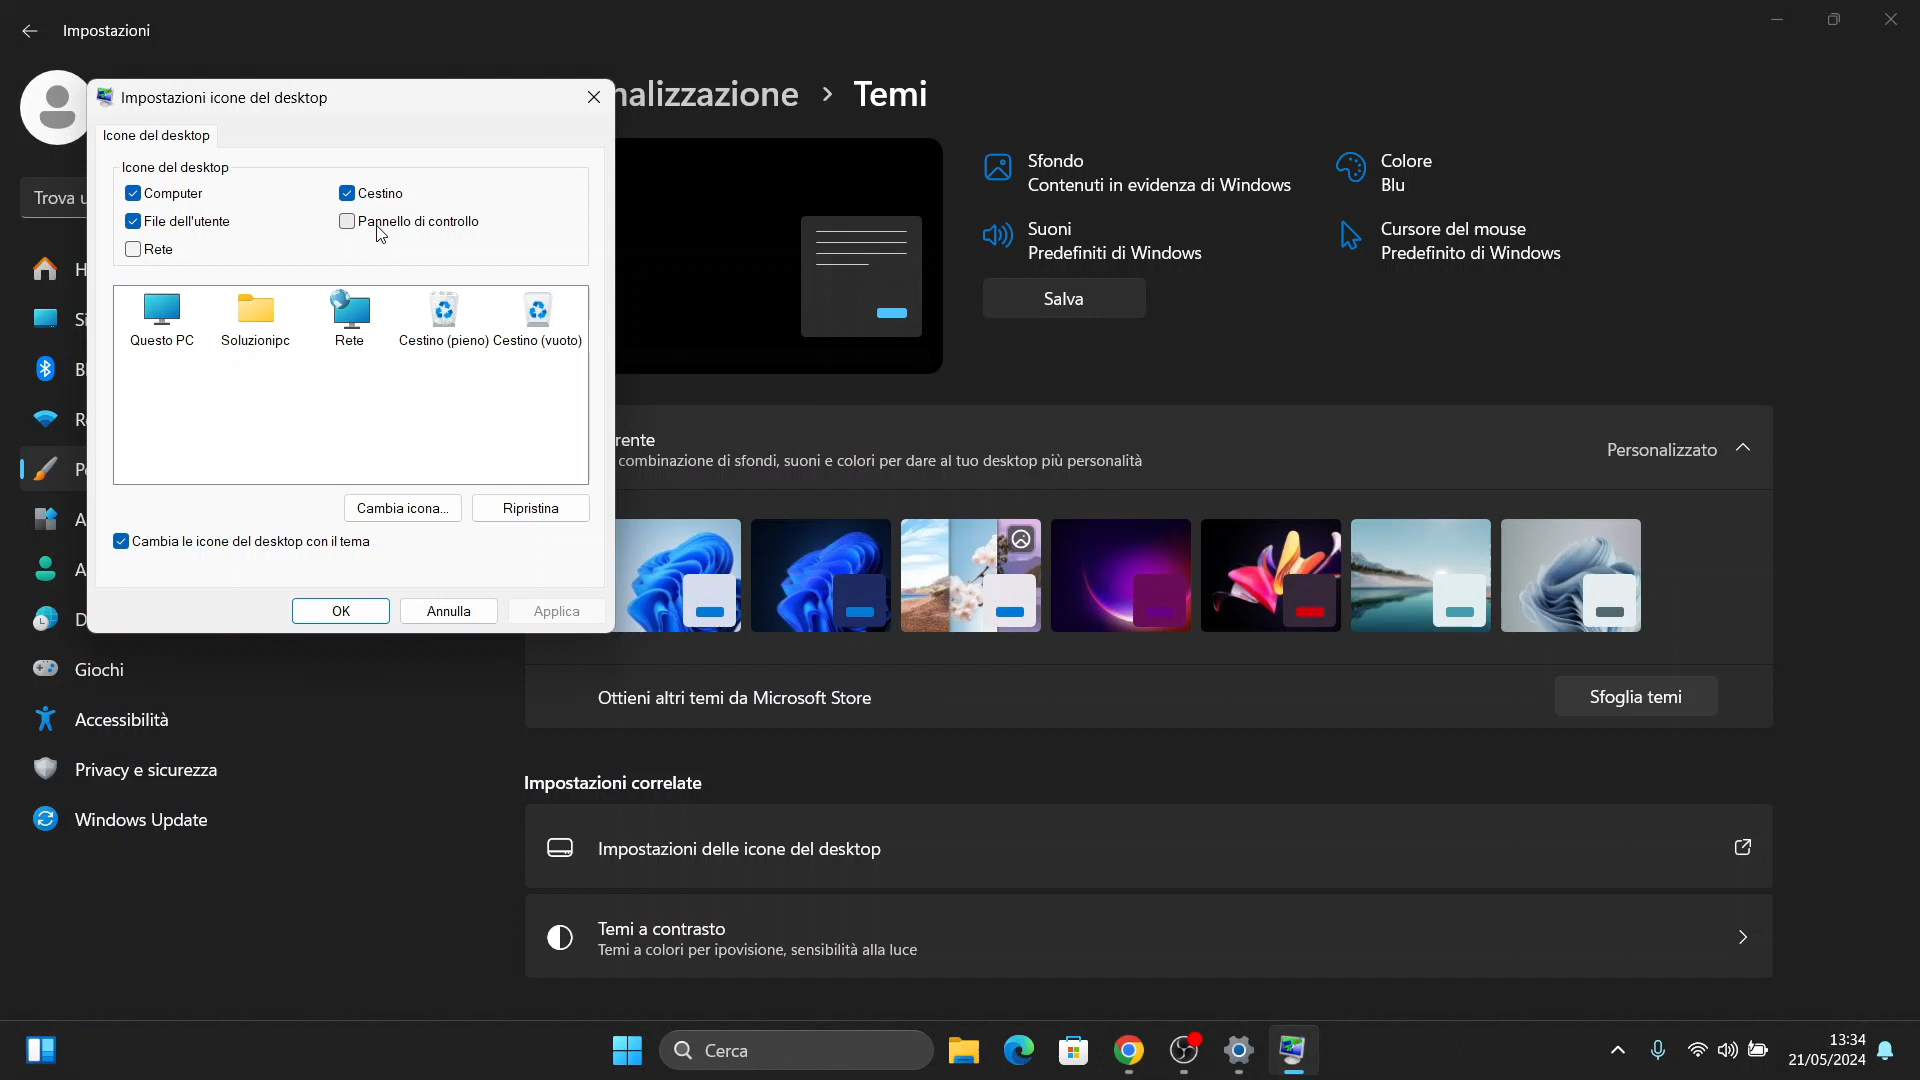 Impostazioni
Impostazioni icone del desktop
Icone del desktop
Icone del desktop
Computer
Cestino
File dell'utente
Pannello di controllo
Rete
Questo PC
Soluzionipc
Rete
Cestino (pieno)
Cestino (vuoto)
Cambia icona...
Ripristina
Cambia le icone del desktop con il tema
OK
Annulla
Applica
Trova
Giochi
Accessibilità
Privacy e sicurezza
Windows Update
nalizzazione > Temi
Sfondo
Contenuti in evidenza di Windows
Colore
Blu
Suoni
Predefiniti di Windows
Cursore del mouse
Predefinito di Windows
Salva
rente
combinazione di sfondi, suoni e colori per dare al tuo desktop più personalità
Personalizzato
Ottieni altri temi da Microsoft Store
Sfoglia temi
Impostazioni correlate
Impostazioni delle icone del desktop
Temi a contrasto
Temi a colori per ipovisione, sensibilità alla luce
Cerca
13:34
21/05/2024